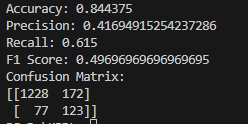 Accuracy: 0.844375
Precision: 0.41694915254237286
Recall: 0.615
F1 Score: 0.49696969696969695
Confusion Matrix:
[[1228  172]
 [  77  123]]